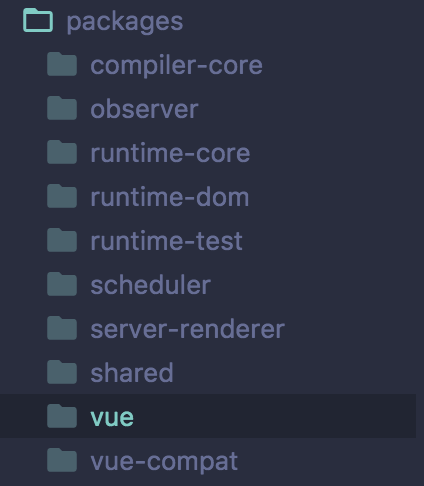 packages
compiler-core
observer
runtime-core
runtime-dom
runtime-test
scheduler
server-renderer
shared
vue
vue-compat